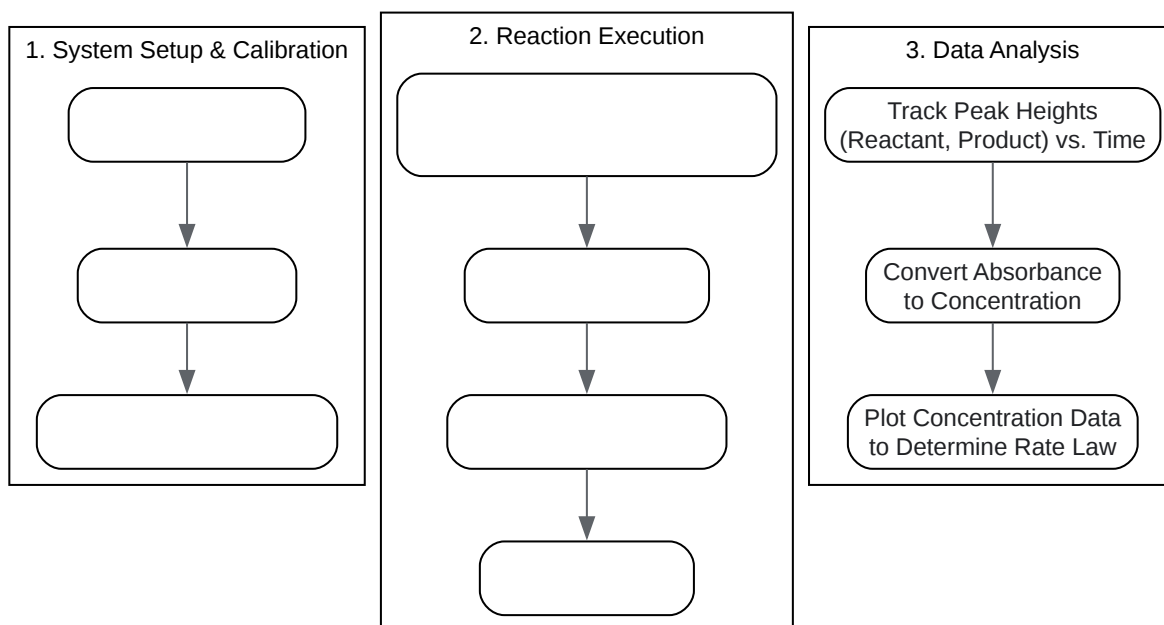 1. System Setup & Calibration
2. Reaction Execution
3. Data Analysis
Track Peak Heights
(Reactant, Product) vs. Time
Convert Absorbance
to Concentration
Plot Concentration Data
to Determine Rate Law